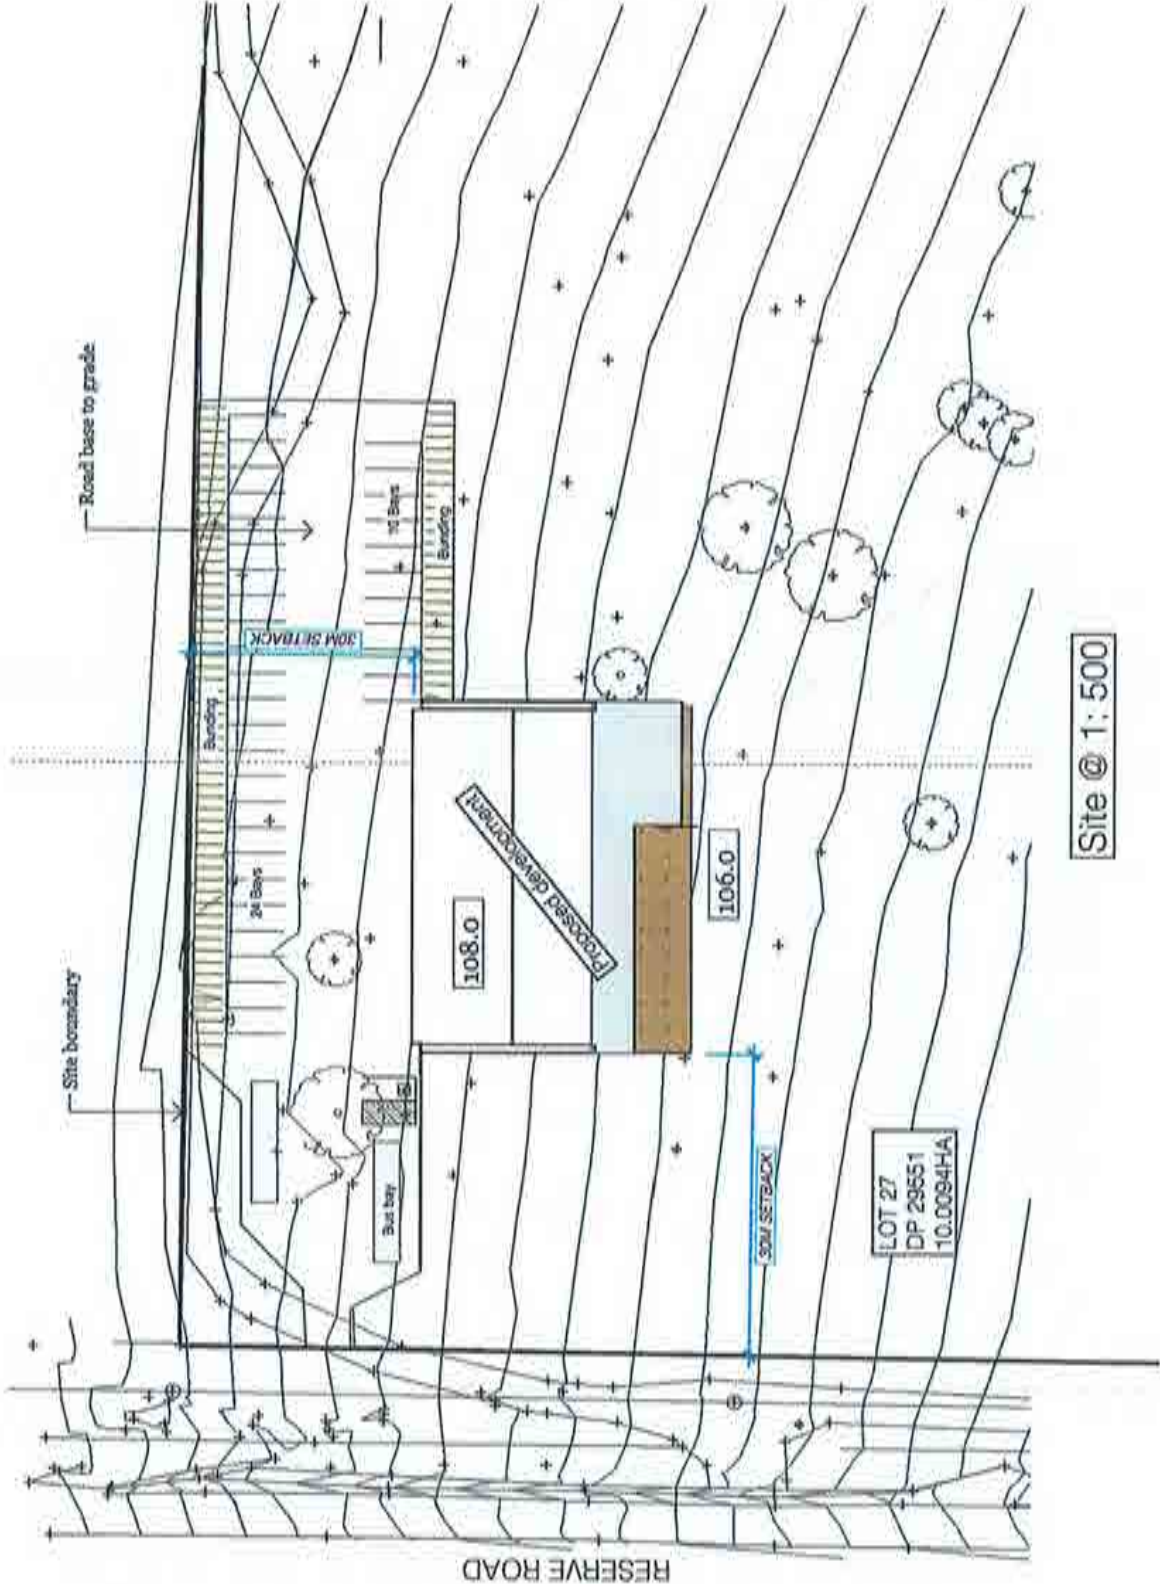 Site boundary
Road base to grade
Bunding
24 Bays
30M SETBACK
10 Bays
Bunding
Bus bay
108.0
Proposed development
106.0
30M SETBACK
LOT 27
DP 29551
10.0094HA
RESERVE ROAD
Site @ 1: 500